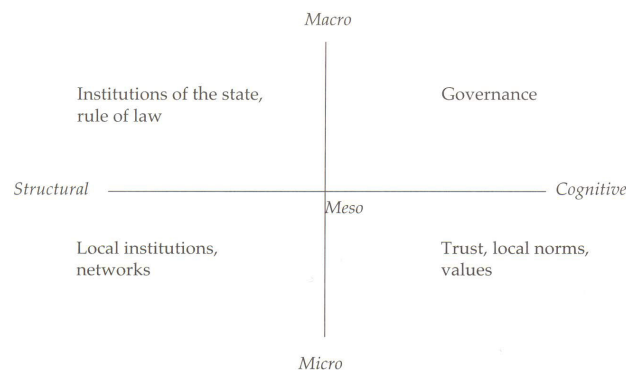 Macro
Institutions of the state,
rule of law
Governance
Structural
Cognitive
Meso
Local institutions,
networks
Trust, local norms,
values
Micro